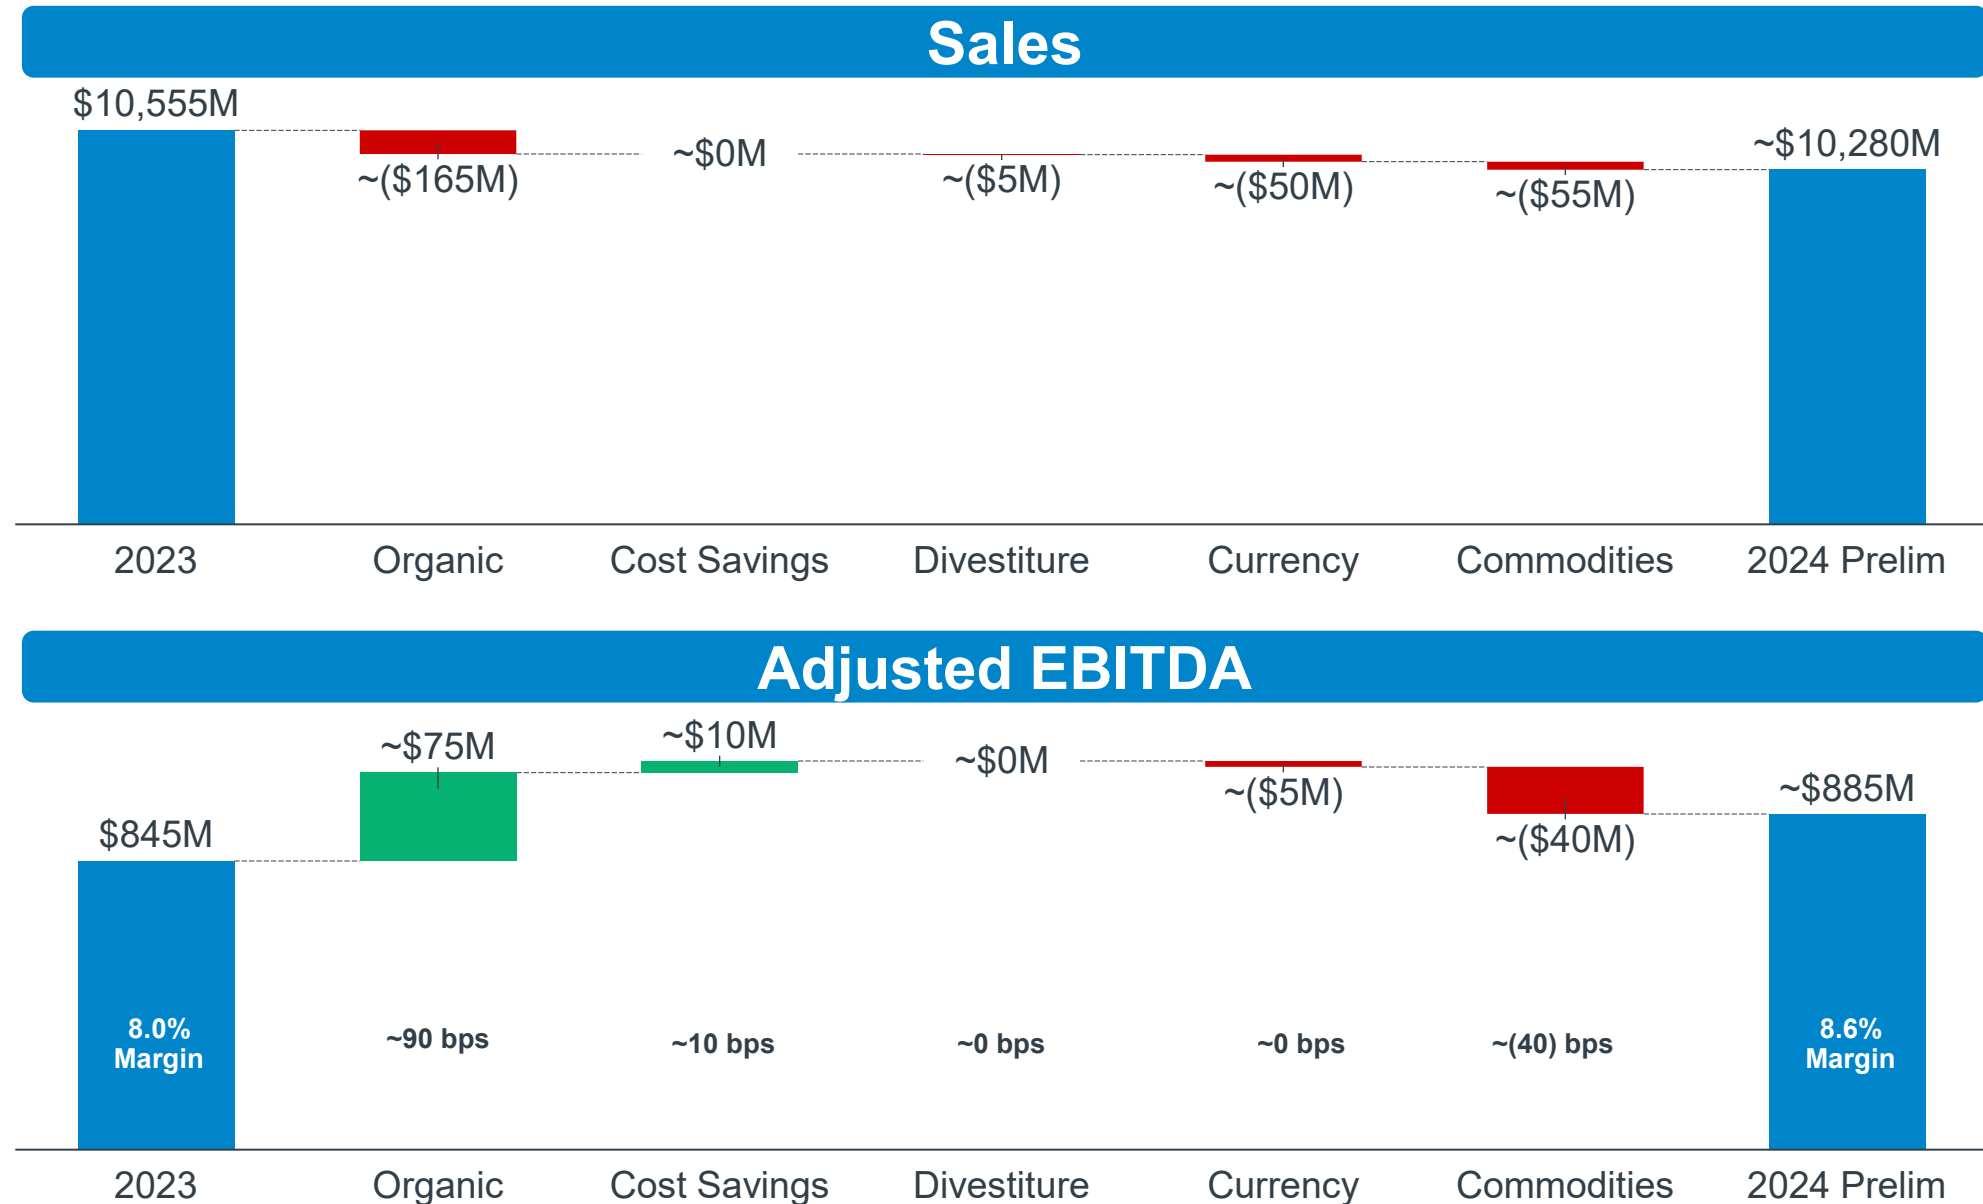 Sales
$10,555M
~($165M)
~$0M
~($5M)
~($50M)
~($55M)
~$10,280M
2023
Organic
Cost Savings
Divestiture
Currency
Commodities
2024 Prelim
Adjusted EBITDA
$845M
~$75M
~$10M
~$0M
~($5M)
~($40M)
~$885M
8.0%
Margin
~90 bps
~10 bps
~0 bps
~0 bps
~(40) bps
8.6%
Margin
2023
Organic
Cost Savings
Divestiture
Currency
Commodities
2024 Prelim